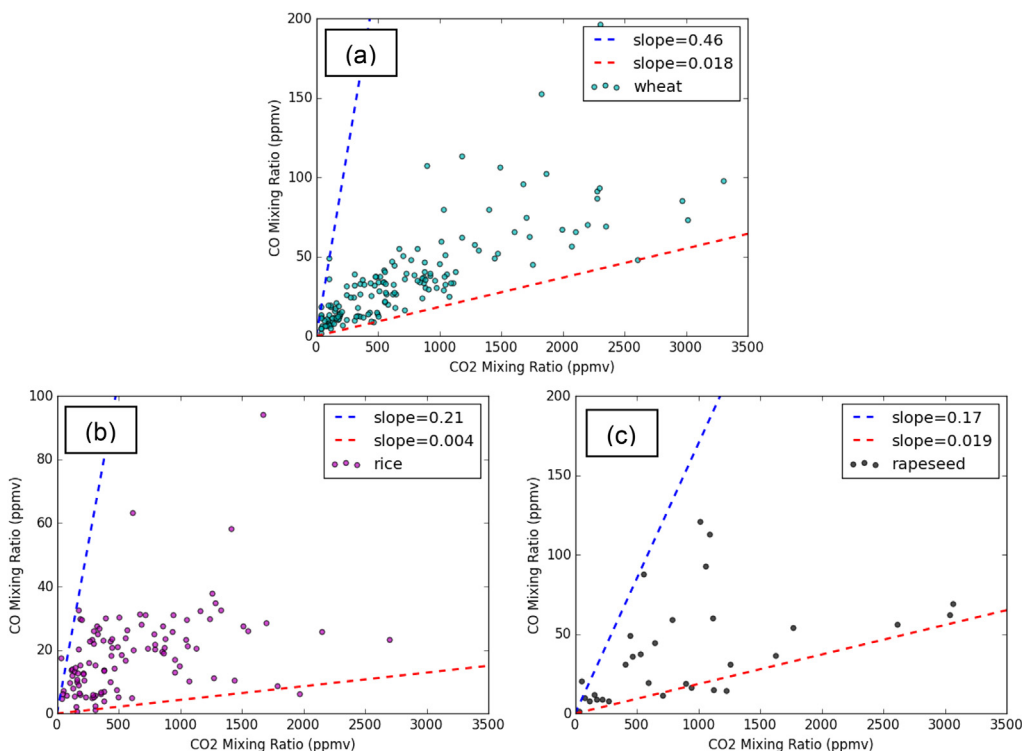 200
150
100
50
0
CO Mixing Ratio (ppmv)
(a)
slope=0.46
slope=0.018
wheat
0 500 1000 1500 2000 2500 3000 3500
CO2 Mixing Ratio (ppmv)
100
80
60
40
20
0
CO Mixing Ratio (ppmv)
(b)
slope=0.21
slope=0.004
rice
0 500 1000 1500 2000 2500 3000 3500
CO2 Mixing Ratio (ppmv)
200
150
100
50
0
CO Mixing Ratio (ppmv)
(c)
slope=0.17
slope=0.019
rapeseed
0 500 1000 1500 2000 2500 3000 3500
CO2 Mixing Ratio (ppmv)